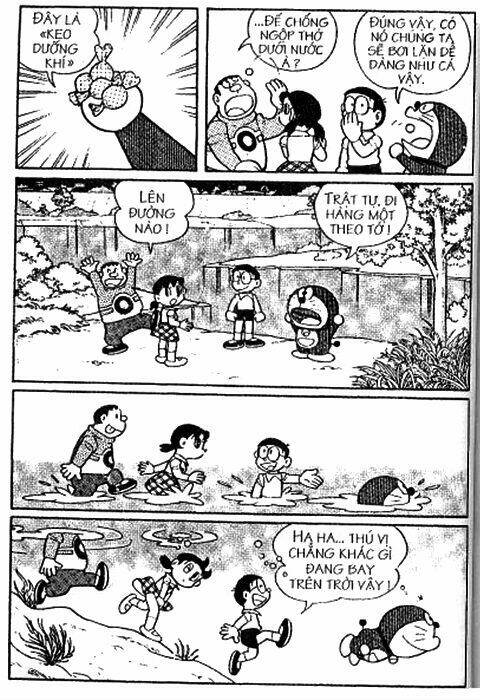 ĐÂY LÀ
«KẸO
DƯỠNG
KHÍ»
...ĐỂ CHỐNG
NGỘP THỞ
DƯỚI NƯỚC
À ?
ĐÚNG VẬY, CÓ
NÓ CHÚNG TA
SẼ BƠI LẶN DỄ
DÀNG NHƯ CÁ
VẬY.
LÊN
ĐƯỜNG
NÀO !
TRẬT TỰ, ĐI
HÀNG MỘT
THEO TỚ !
HA HA... THÚ VỊ
CHẲNG KHÁC GÌ
ĐANG BAY
TRÊN TRỜI VẬY !